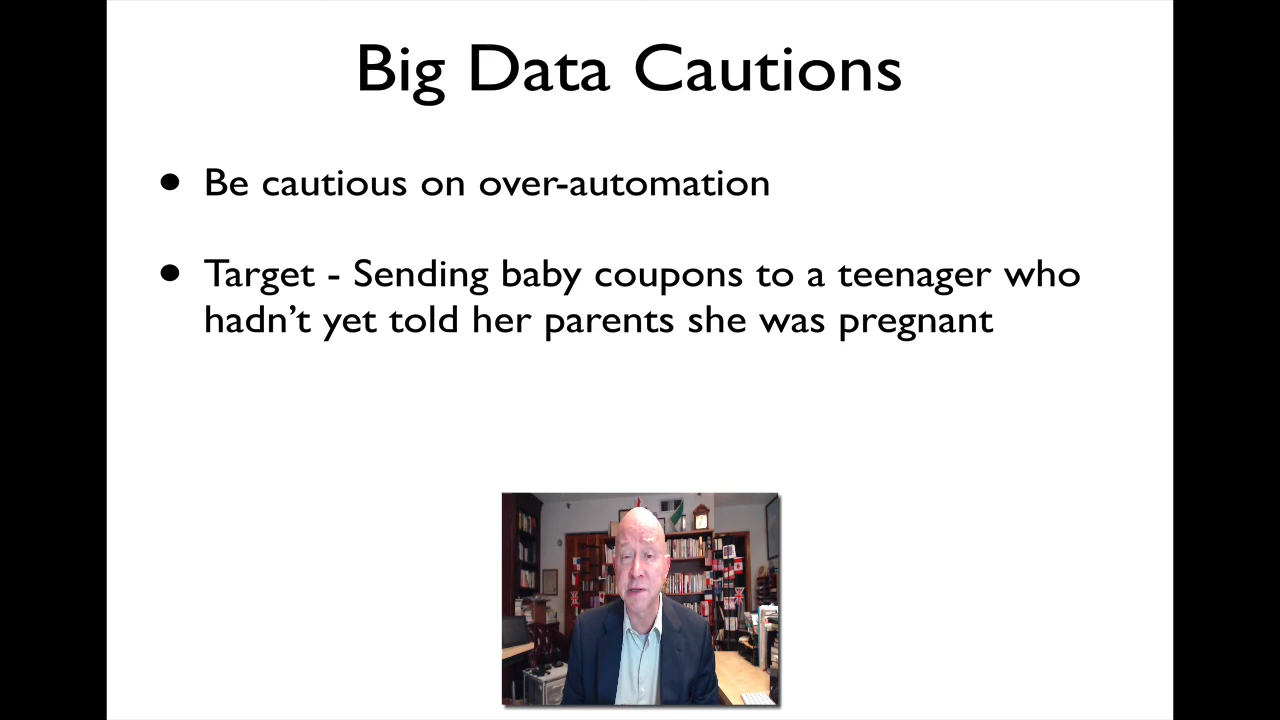 Big Data Cautions
• Be cautious on over-automation
• Target - Sending baby coupons to a teenager who
hadn’t yet told her parents she was pregnant